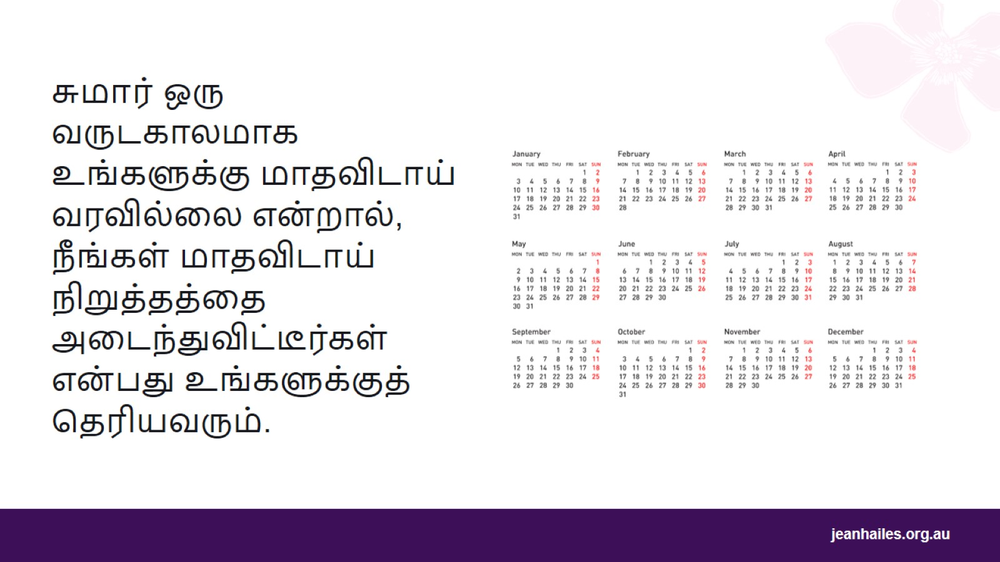 சுமார் ஒரு
வருடகாலமாக
உங்களுக்கு மாதவிடாய்
வரவில்லை என்றால்,
நீங்கள் மாதவிடாய்
நிறுத்தத்தை
அடைந்துவிட்டீர்கள்
என்பது உங்களுக்குத்
தெரியவரும்.
January
MON TUE WED THU FRI SAT SUN
1 2
3 4 5 6 7 8 9
10 11 12 13 14 15 16
17 18 19 20 21 22 23
24 25 26 27 28 29 30
31
February
MON TUE WED THU FRI SAT SUN
1 2 3 4 5 6
7 8 9 10 11 12 13
14 15 16 17 18 19 20
21 22 23 24 25 26 27
28
March
MON TUE WED THU FRI SAT SUN
1 2 3 4 5 6
7 8 9 10 11 12 13
14 15 16 17 18 19 20
21 22 23 24 25 26 27
28 29 30 31
April
MON TUE WED THU FRI SAT SUN
1 2 3
4 5 6 7 8 9 10
11 12 13 14 15 16 17
18 19 20 21 22 23 24
25 26 27 28 29 30
May
MON TUE WED THU FRI SAT SUN
1
2 3 4 5 6 7 8
9 10 11 12 13 14 15
16 17 18 19 20 21 22
23 24 25 26 27 28 29
30 31
June
MON TUE WED THU FRI SAT SUN
1 2 3 4 5
6 7 8 9 10 11 12
13 14 15 16 17 18 19
20 21 22 23 24 25 26
27 28 29 30
July
MON TUE WED THU FRI SAT SUN
1 2 3
4 5 6 7 8 9 10
11 12 13 14 15 16 17
18 19 20 21 22 23 24
25 26 27 28 29 30 31
August
MON TUE WED THU FRI SAT SUN
1 2 3 4 5 6 7
8 9 10 11 12 13 14
15 16 17 18 19 20 21
22 23 24 25 26 27 28
29 30 31
September
MON TUE WED THU FRI SAT SUN
1 2 3 4
5 6 7 8 9 10 11
12 13 14 15 16 17 18
19 20 21 22 23 24 25
26 27 28 29 30
October
MON TUE WED THU FRI SAT SUN
1 2
3 4 5 6 7 8 9
10 11 12 13 14 15 16
17 18 19 20 21 22 23
24 25 26 27 28 29 30
31
November
MON TUE WED THU FRI SAT SUN
1 2 3 4 5 6
7 8 9 10 11 12 13
14 15 16 17 18 19 20
21 22 23 24 25 26 27
28 29 30
December
MON TUE WED THU FRI SAT SUN
1 2 3 4
5 6 7 8 9 10 11
12 13 14 15 16 17 18
19 20 21 22 23 24 25
26 27 28 29 30 31
jeanhailes.org.au